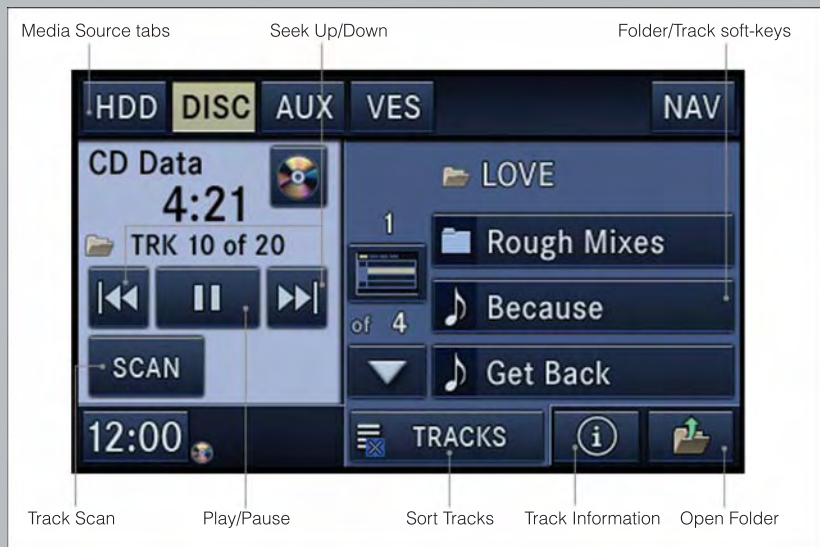 Media Source tabs
Seek Up/Down
Folder/Track soft-keys
HDD DISC AUX VES NAV
CD Data
4:21
TRK 10 of 20
SCAN
12:00
LOVE
1
of 4
Rough Mixes
Because
Get Back
TRACKS
i
Track Scan
Play/Pause
Sort Tracks
Track Information
Open Folder